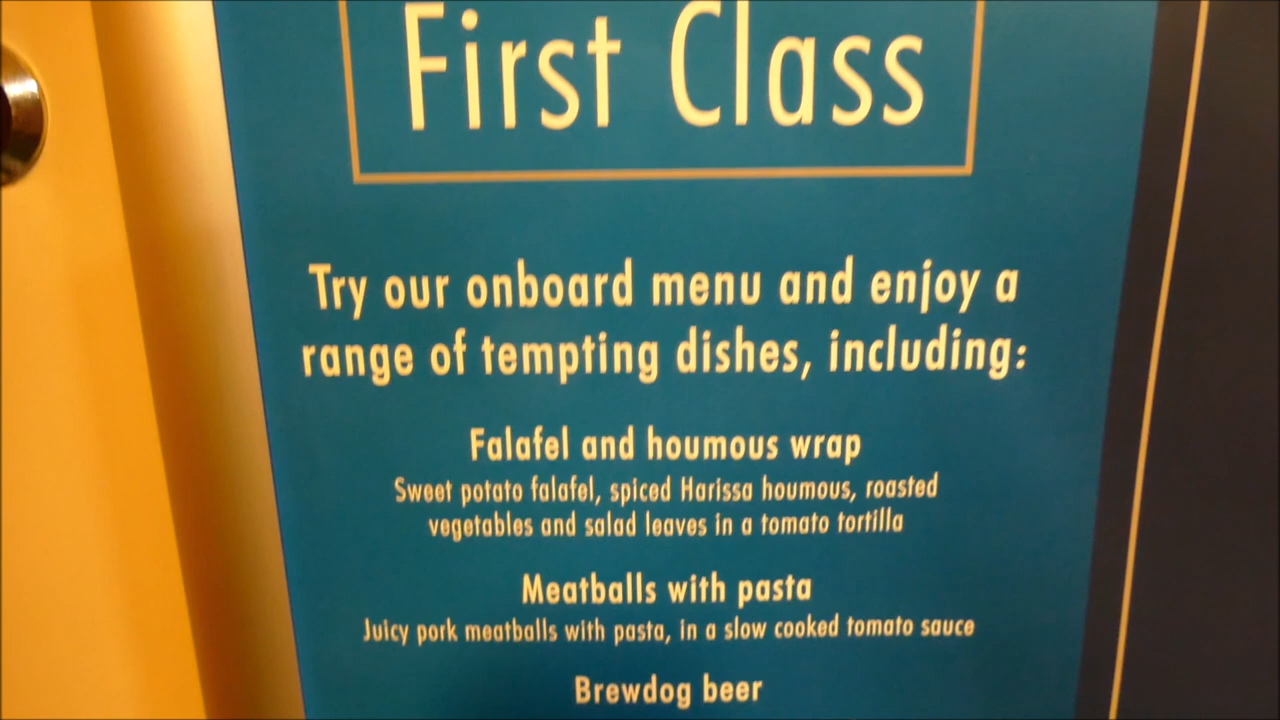 First Class
Try our onboard menu and enjoy a
range of tempting dishes, including:
Falafel and houmous wrap
Sweet potato falafel, spiced Harissa houmous, roasted
vegetables and salad leaves in a tomato tortilla
Meatballs with pasta
Juicy pork meatballs with pasta, in a slow cooked tomato sauce
Brewdog beer